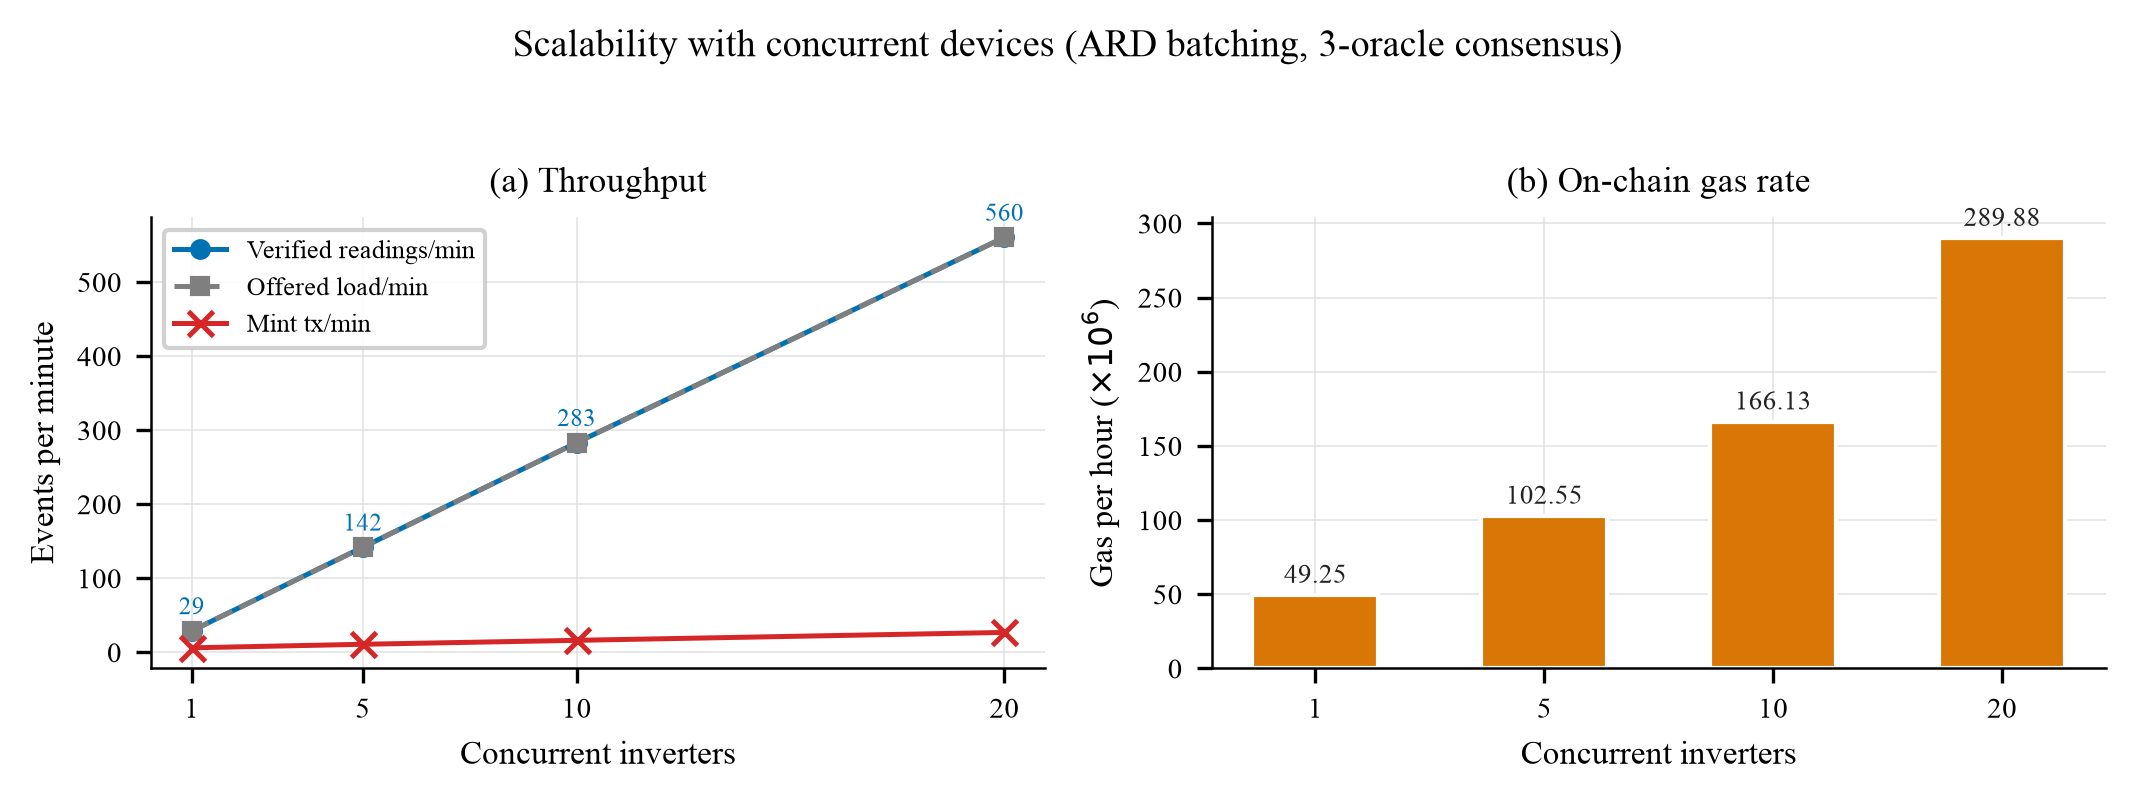 Scalability with concurrent devices (ARD batching, 3-oracle consensus)
(a) Throughput
Events per minute
500
400
300
200
100
0
Verified readings/min
Offered load/min
Mint tx/min
29
142
283
560
1
5
10
20
Concurrent inverters
(b) On-chain gas rate
Gas per hour (×10⁶)
300
250
200
150
100
50
0
49.25
102.55
166.13
289.88
1
5
10
20
Concurrent inverters